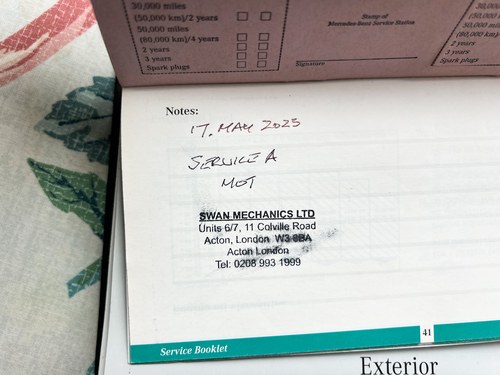 30,000 miles
(50,000 km)/2 years
50,000 miles
(80,000 km)/4 years
2 years
3 years
Spark plugs
Stamp of
Mercedes-Benz Service Station
Signature
2 years
3 years
Spark plugs
Notes:
17. MAY 2025
SERVICE A
MOT
SWAN MECHANICS LTD
Units 6/7, 11 Colville Road
Acton, London W3 8BA
Acton London
Tel: 0208 993 1999
41
Service Booklet
Exterior